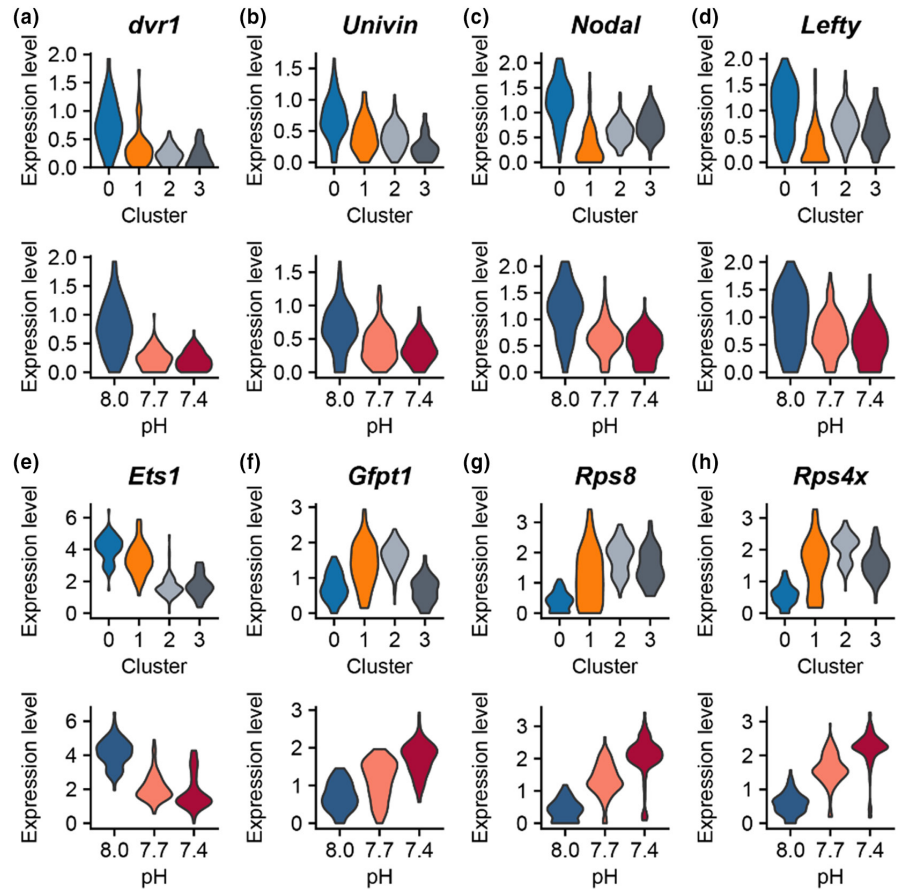 (a) dvr1 (b) Univin (c) Nodal (d) Lefty
Expression level 2.0 1.5 1.0 0.5 0.0
0 1 2 3
Cluster
Expression level 1.5 1.0 0.5 0.0
0 1 2 3
Cluster
Expression level 2.0 1.5 1.0 0.5 0.0
0 1 2 3
Cluster
Expression level 2.0 1.5 1.0 0.5 0.0
0 1 2 3
Cluster
Expression level 2.0 1.5 1.0 0.5 0.0
8.0 7.7 7.4
pH
Expression level 1.5 1.0 0.5 0.0
8.0 7.7 7.4
pH
Expression level 2.0 1.5 1.0 0.5 0.0
8.0 7.7 7.4
pH
Expression level 2.0 1.5 1.0 0.5 0.0
8.0 7.7 7.4
pH
(e) Ets1 (f) Gfpt1 (g) Rps8 (h) Rps4x
Expression level 6 4 2 0
0 1 2 3
Cluster
Expression level 3 2 1 0
0 1 2 3
Cluster
Expression level 3 2 1 0
0 1 2 3
Cluster
Expression level 3 2 1 0
0 1 2 3
Cluster
Expression level 6 4 2 0
8.0 7.7 7.4
pH
Expression level 3 2 1 0
8.0 7.7 7.4
pH
Expression level 3 2 1 0
8.0 7.7 7.4
pH
Expression level 3 2 1 0
8.0 7.7 7.4
pH